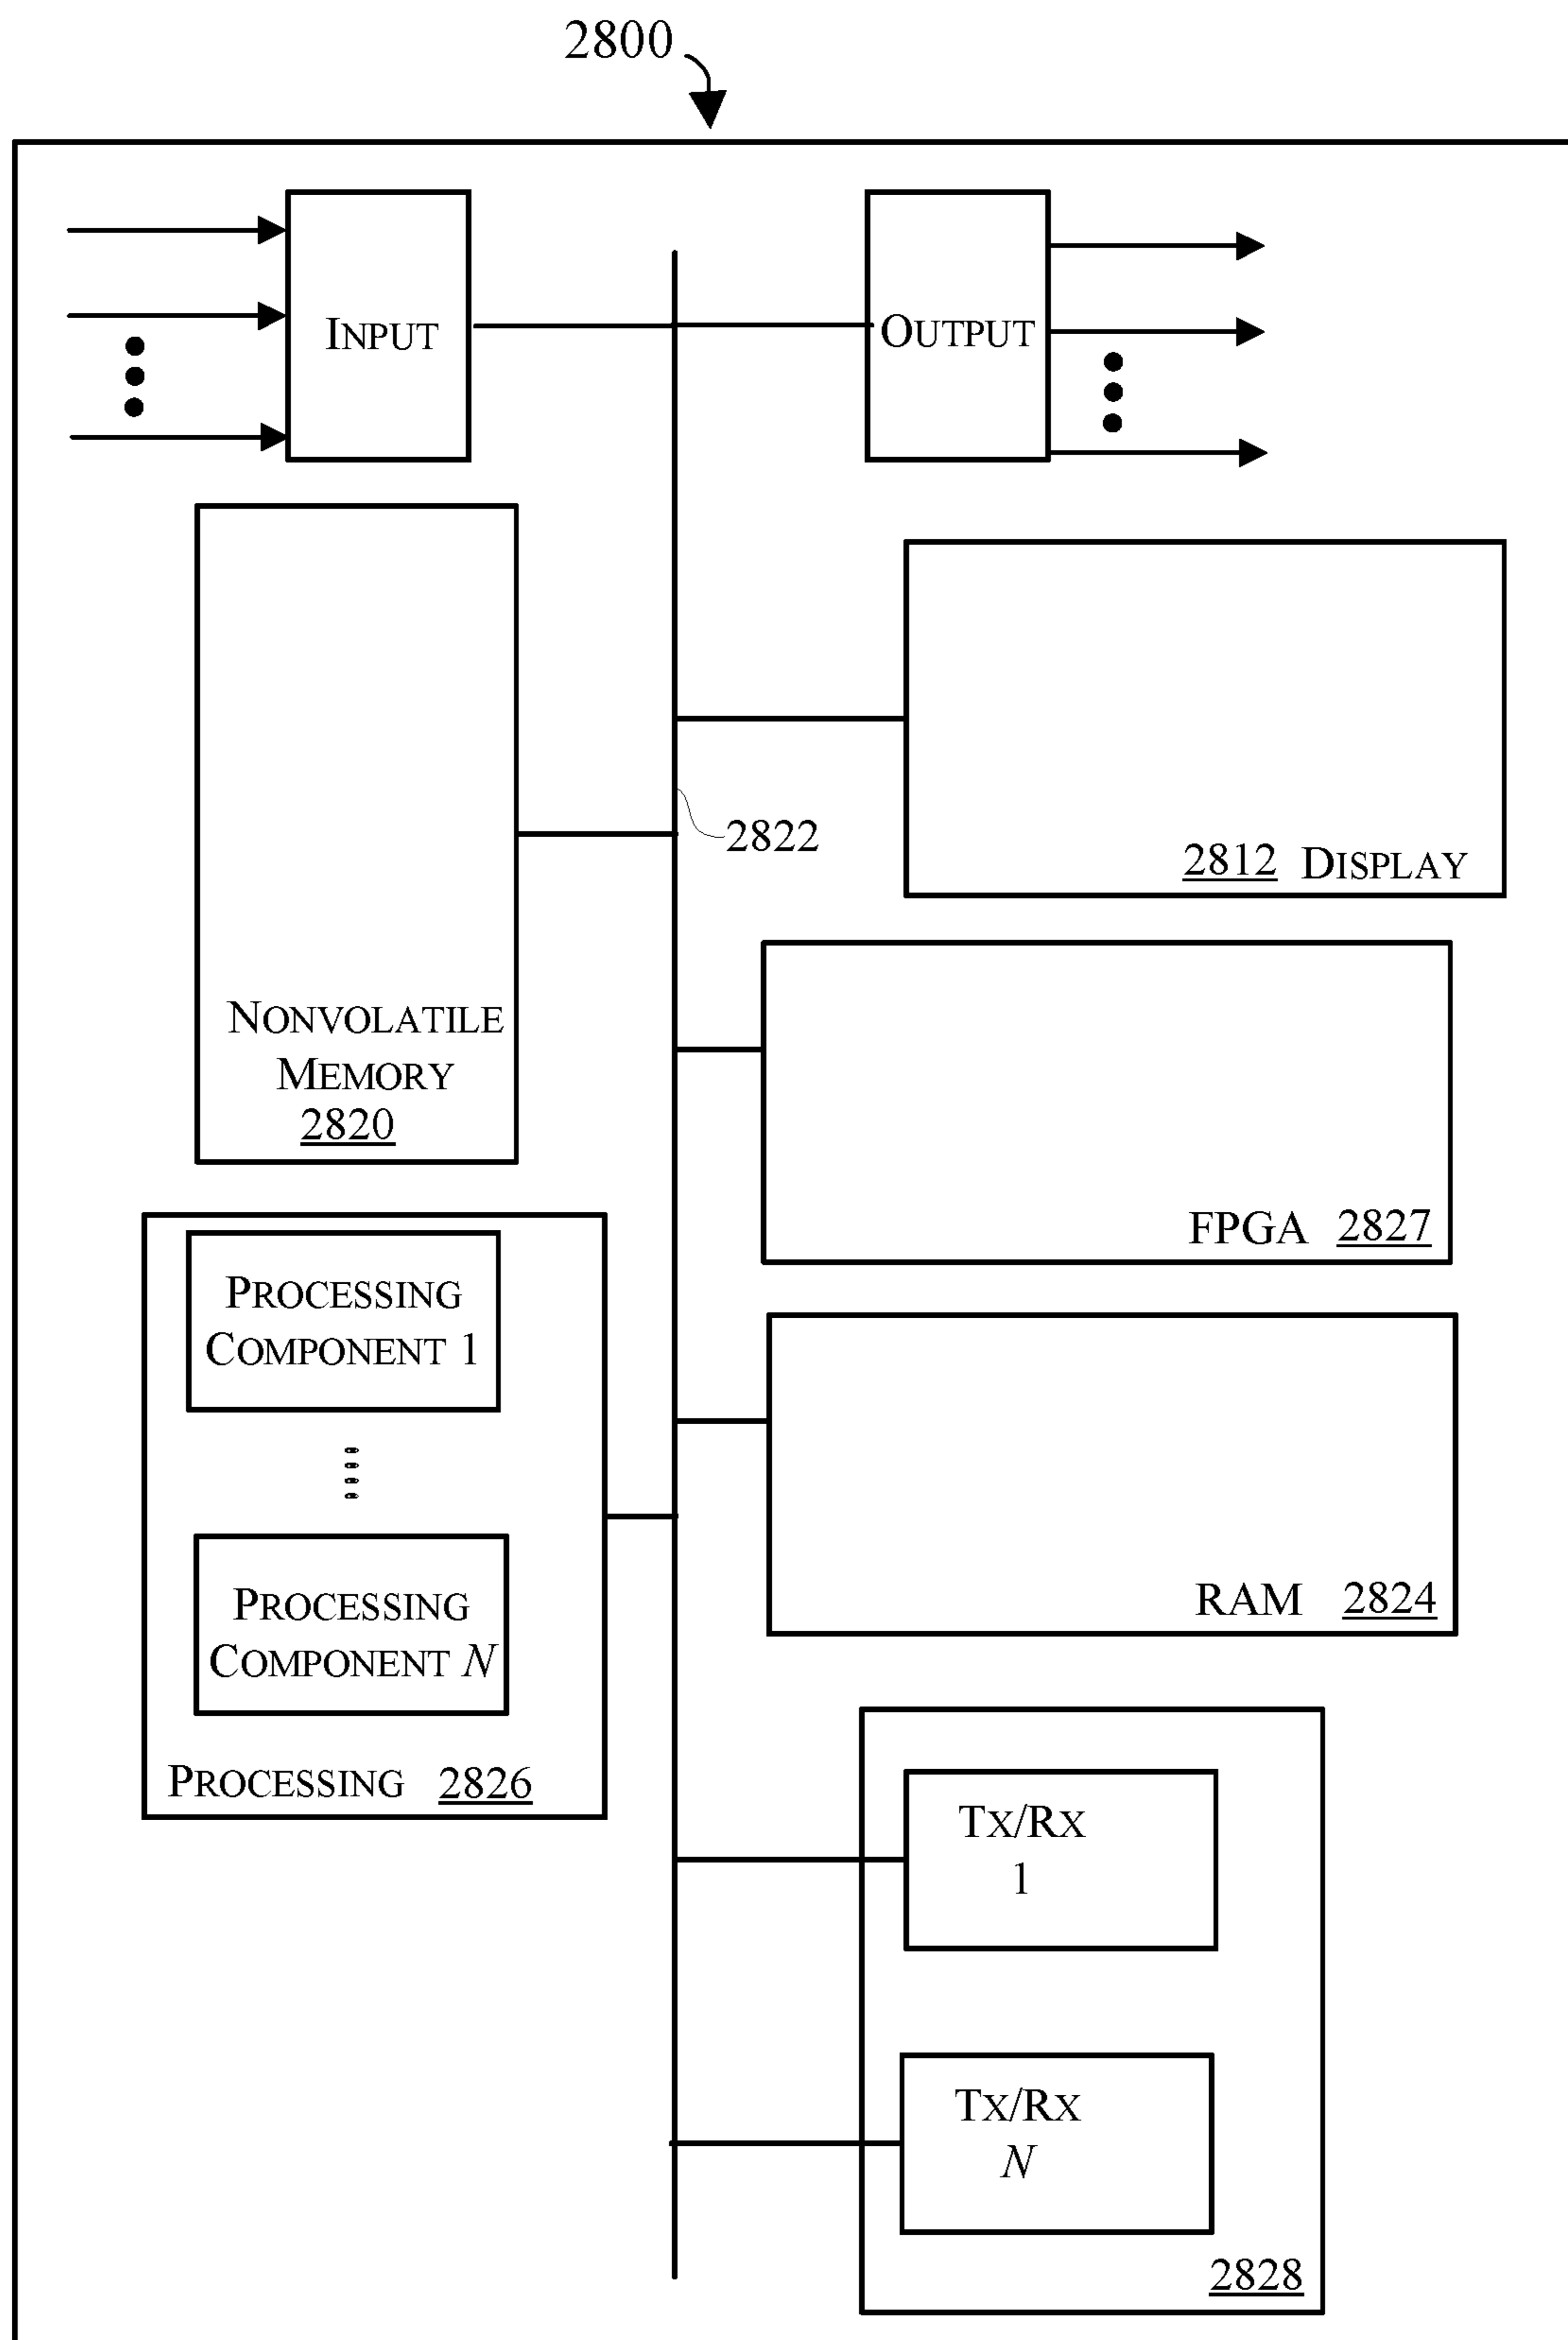 2800
INPUT
OUTPUT
2822
2812 DISPLAY
NONVOLATILE
MEMORY
2820
FPGA 2827
PROCESSING
COMPONENT 1
PROCESSING
COMPONENT N
PROCESSING 2826
RAM 2824
TX/RX
1
TX/RX
N
2828